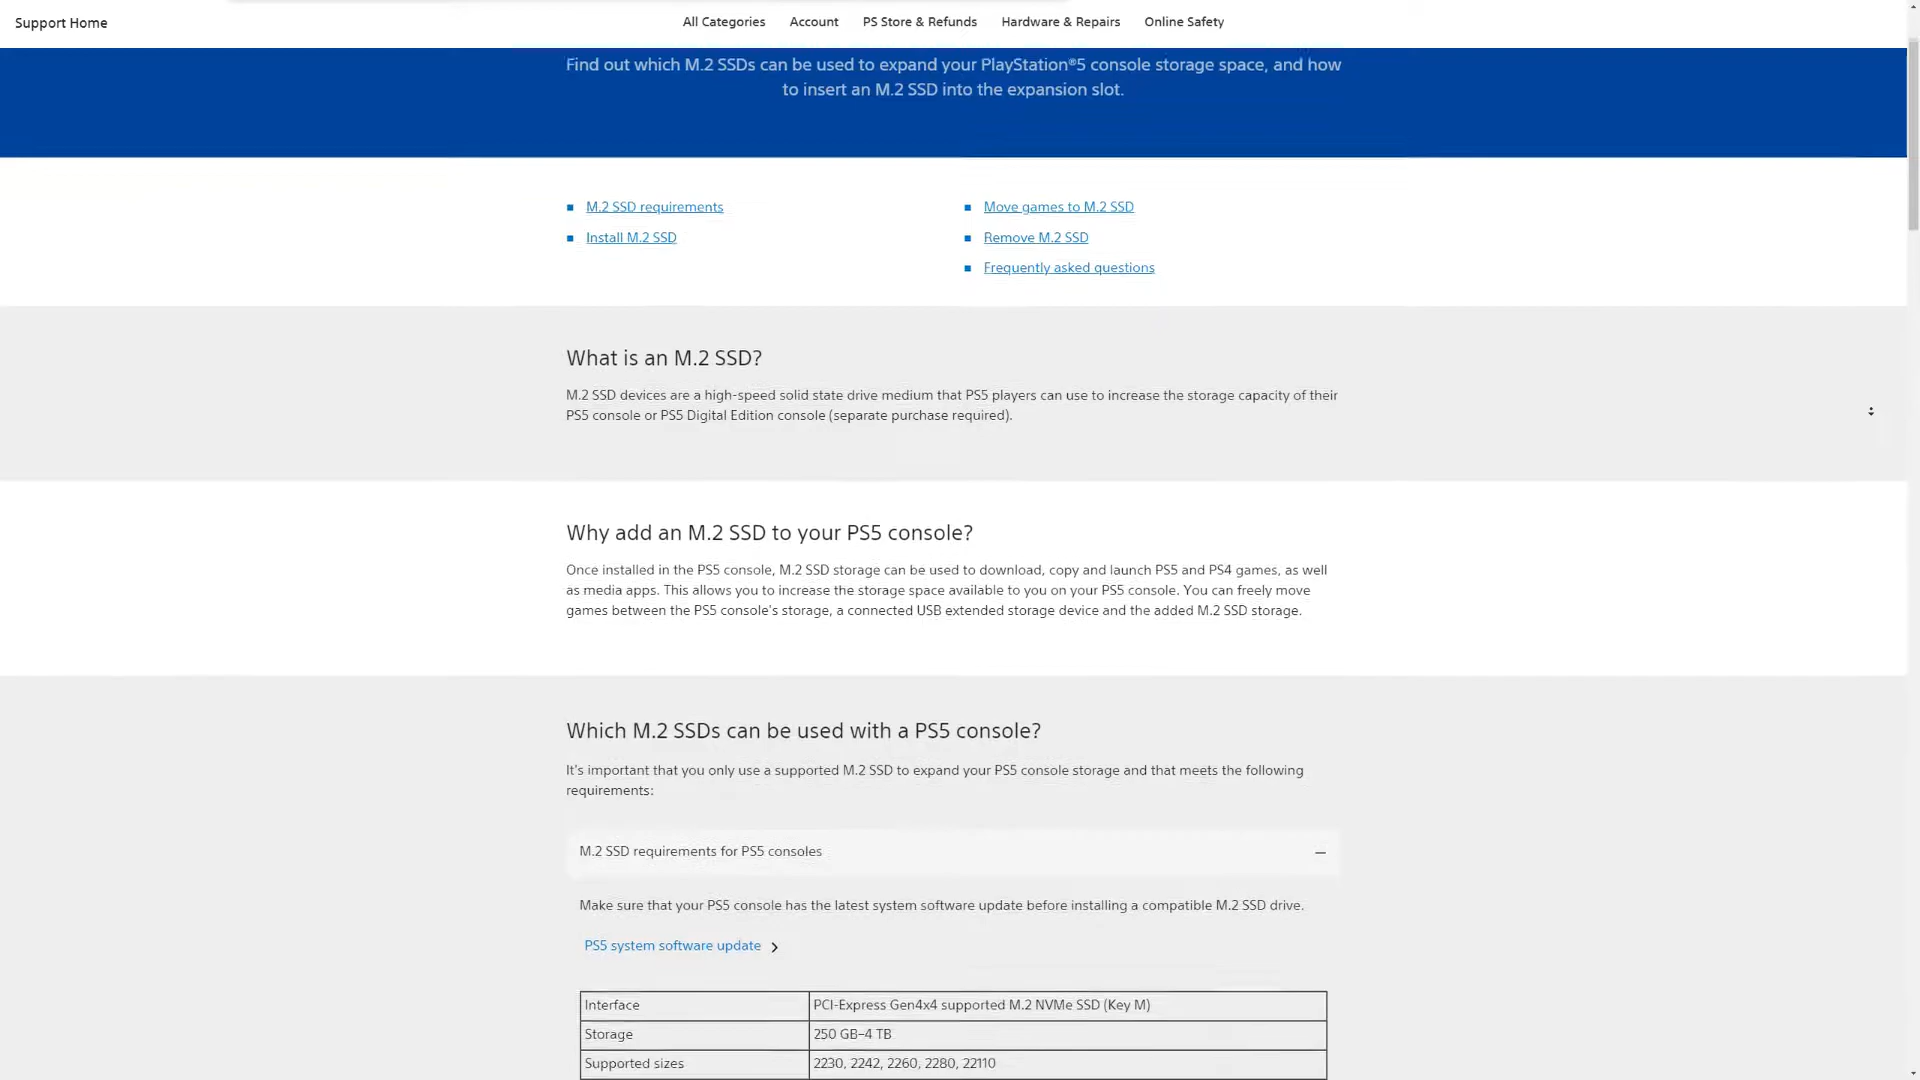 Support Home
All Categories
Account
PS Store & Refunds
Hardware & Repairs
Online Safety
Find out which M.2 SSDs can be used to expand your PlayStation®5 console storage space, and how
to insert an M.2 SSD into the expansion slot.
M.2 SSD requirements
Install M.2 SSD
Move games to M.2 SSD
Remove M.2 SSD
Frequently asked questions
What is an M.2 SSD?
M.2 SSD devices are a high-speed solid state drive medium that PS5 players can use to increase the storage capacity of their
PS5 console or PS5 Digital Edition console (separate purchase required).
Why add an M.2 SSD to your PS5 console?
Once installed in the PS5 console, M.2 SSD storage can be used to download, copy and launch PS5 and PS4 games, as well
as media apps. This allows you to increase the storage space available to you on your PS5 console. You can freely move
games between the PS5 console's storage, a connected USB extended storage device and the added M.2 SSD storage.
Which M.2 SSDs can be used with a PS5 console?
It's important that you only use a supported M.2 SSD to expand your PS5 console storage and that meets the following
requirements:
M.2 SSD requirements for PS5 consoles
Make sure that your PS5 console has the latest system software update before installing a compatible M.2 SSD drive.
PS5 system software update
Interface PCI-Express Gen4x4 supported M.2 NVMe SSD (Key M)
Storage 250 GB–4 TB
Supported sizes 2230, 2242, 2260, 2280, 22110